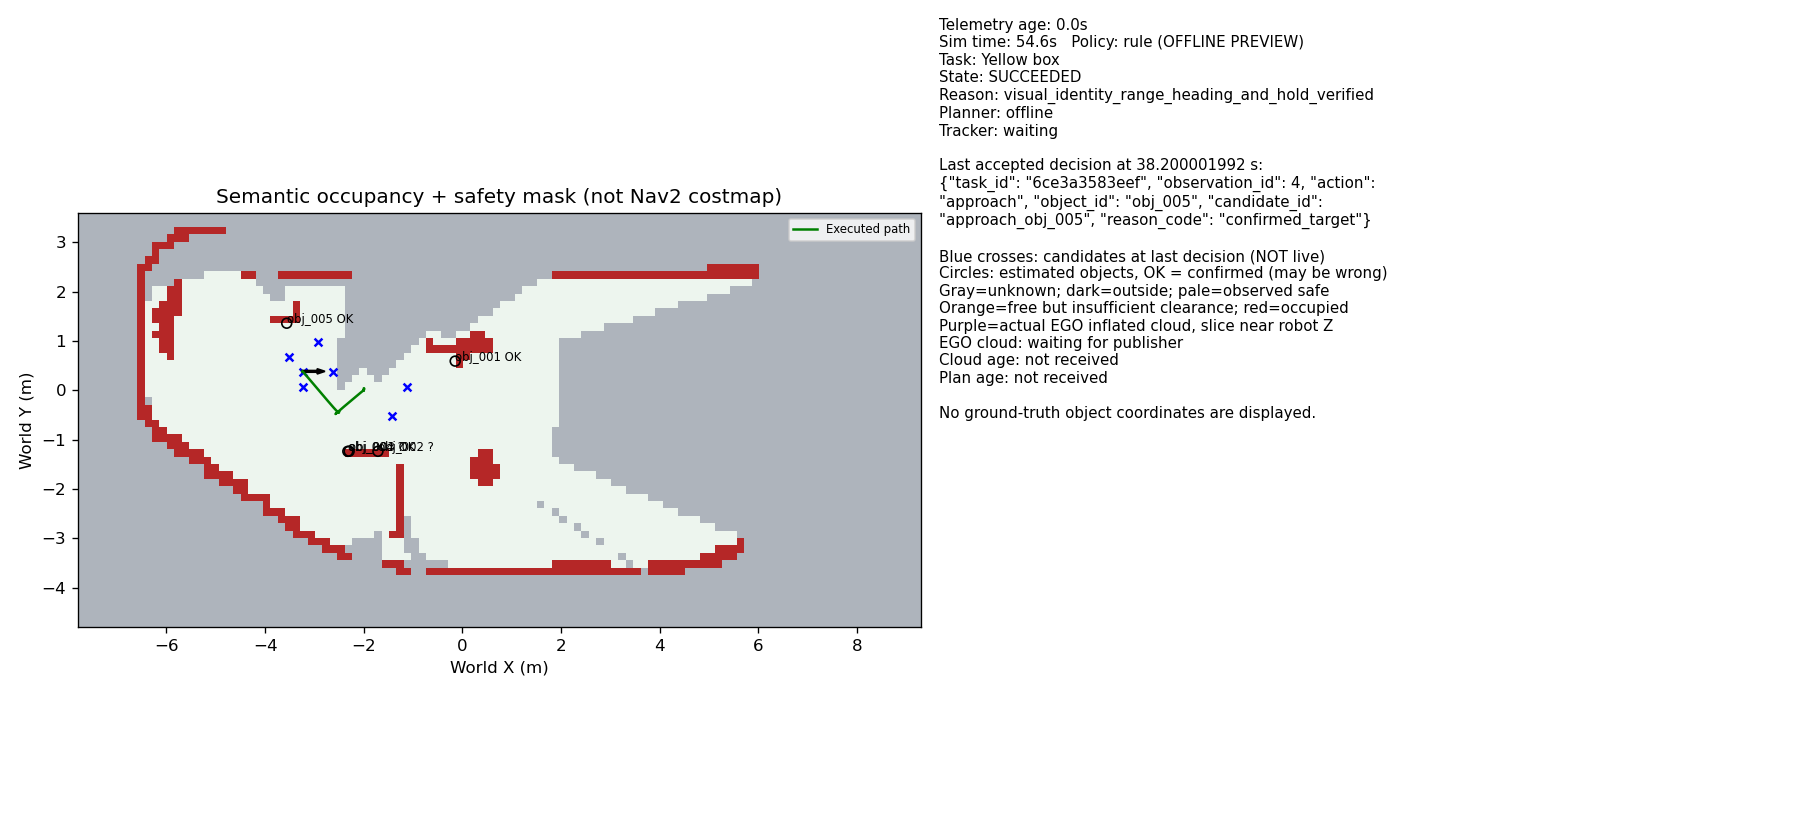 Telemetry age: 0.0s
Sim time: 54.6s   Policy: rule (OFFLINE PREVIEW)
Task: Yellow box
State: SUCCEEDED
Reason: visual_identity_range_heading_and_hold_verified
Planner: offline
Tracker: waiting
Last accepted decision at 38.200001992 s:
{"task_id": "6ce3a3583eef", "observation_id": 4, "action":
"approach", "object_id": "obj_005", "candidate_id":
"approach_obj_005", "reason_code": "confirmed_target"}
Blue crosses: candidates at last decision (NOT live)
Circles: estimated objects, OK = confirmed (may be wrong)
Gray=unknown; dark=outside; pale=observed safe
Orange=free but insufficient clearance; red=occupied
Purple=actual EGO inflated cloud, slice near robot Z
EGO cloud: waiting for publisher
Cloud age: not received
Plan age: not received
No ground-truth object coordinates are displayed.
Semantic occupancy + safety mask (not Nav2 costmap)
Executed path
obj_005 OK
obj_001 OK
World Y (m)
3
2
1
0
−1
−2
−3
−4
−6
−4
−2
0
2
4
6
8
World X (m)